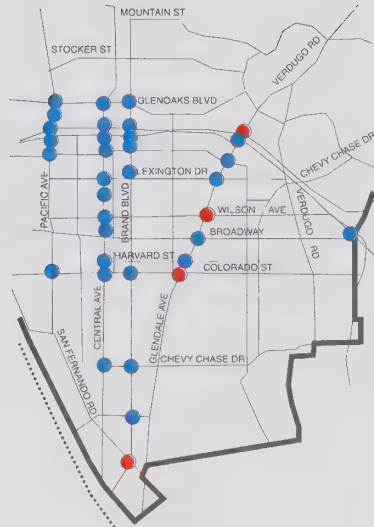 MOUNTAIN ST
STOCKER ST
VERDUGO RD
GLENOAKS BLVD
CHEVY CHASE DR
LEXINGTON DR
PACIFIC AVE
BRAND BLVD
WILSON AVE
VERDUGO RD
BROADWAY
HARVARD ST
COLORADO ST
CENTRAL AVE
GLENDALE AVE
SAN FERNANDO RD
CHEVY CHASE DR